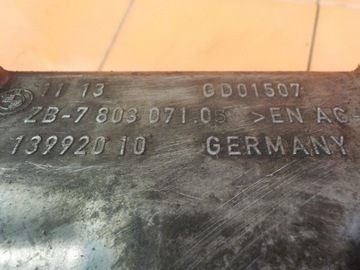 11 13 GD01507
ZB-7 803 071.05 >EN AC-
13992010 GERMANY